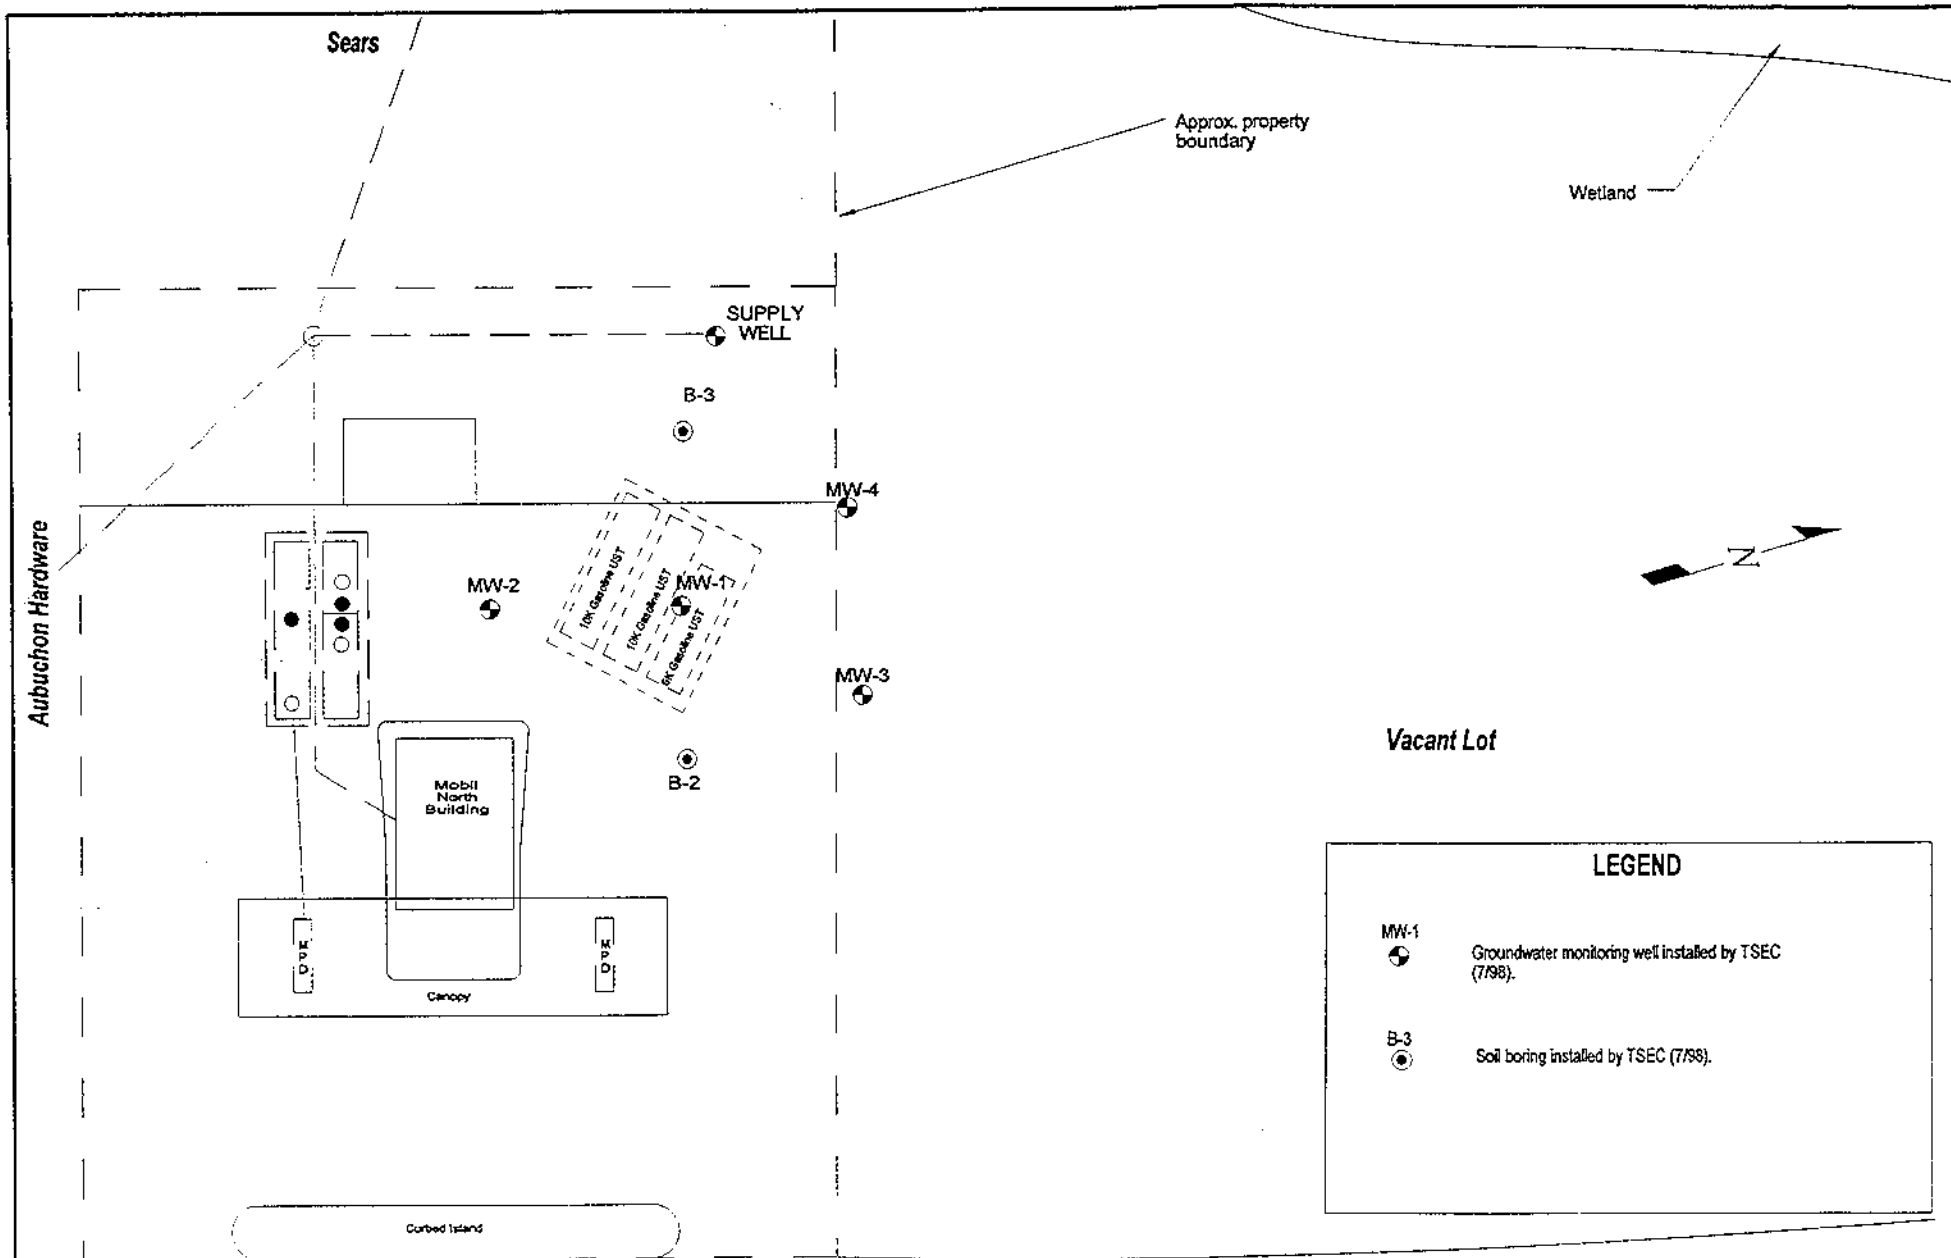 Sears
Approx. property
boundary
Wetland
SUPPLY
WELL
B-3
MW-4
Aubuchon Hardware
MW-2
10K Gasoline UST
10K Gasoline UST
MW-1
6K Gasoline UST
MW-3
N
Vacant Lot
B-2
Mobil
North
Building
MPD
MPD
Canopy
Curbed Island
LEGEND
MW-1
Groundwater monitoring well installed by TSEC
(7/98).
B-3
Soil boring installed by TSEC (7/98).